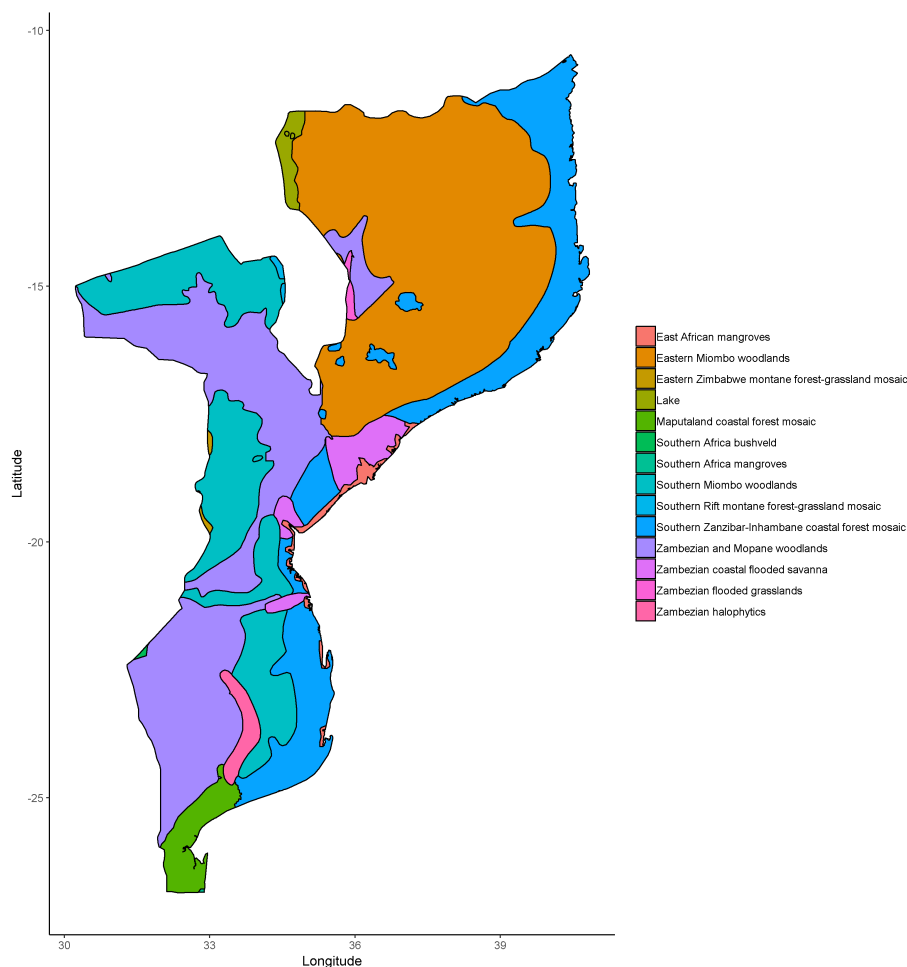 -10
-15
-20
-25
Latitude
30
33
36
39
Longitude
East African mangroves
Eastern Miombo woodlands
Eastern Zimbabwe montane forest-grassland mosaic
Lake
Maputaland coastal forest mosaic
Southern Africa bushveld
Southern Africa mangroves
Southern Miombo woodlands
Southern Rift montane forest-grassland mosaic
Southern Zanzibar-Inhambane coastal forest mosaic
Zambezian and Mopane woodlands
Zambezian coastal flooded savanna
Zambezian flooded grasslands
Zambezian halophytics